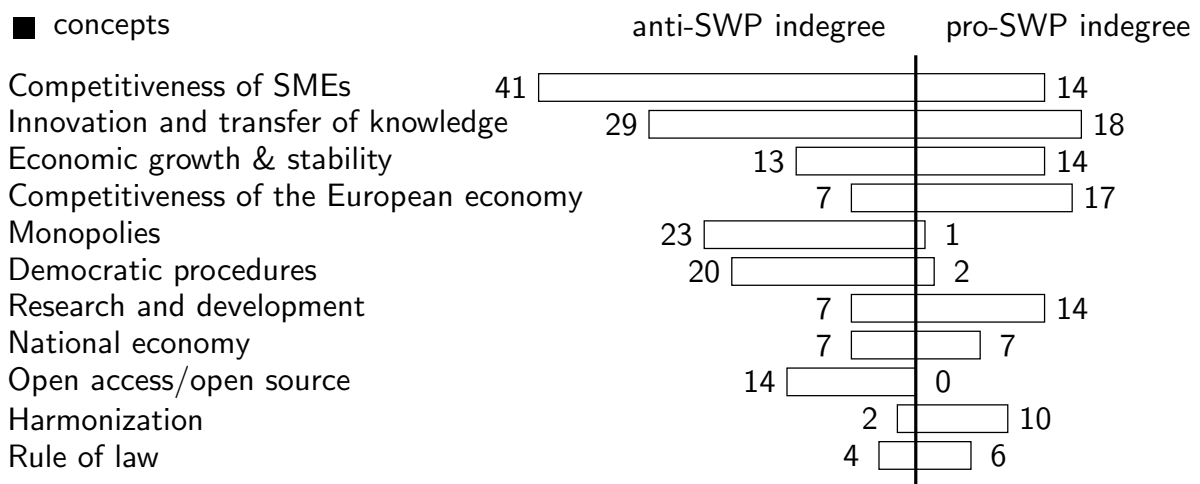 concepts anti-SWP indegree pro-SWP indegree
Competitiveness of SMEs 41 14
Innovation and transfer of knowledge 29 18
Economic growth & stability 13 14
Competitiveness of the European economy 7 17
Monopolies 23 1
Democratic procedures 20 2
Research and development 7 14
National economy 7 7
Open access/open source 14 0
Harmonization 2 10
Rule of law 4 6